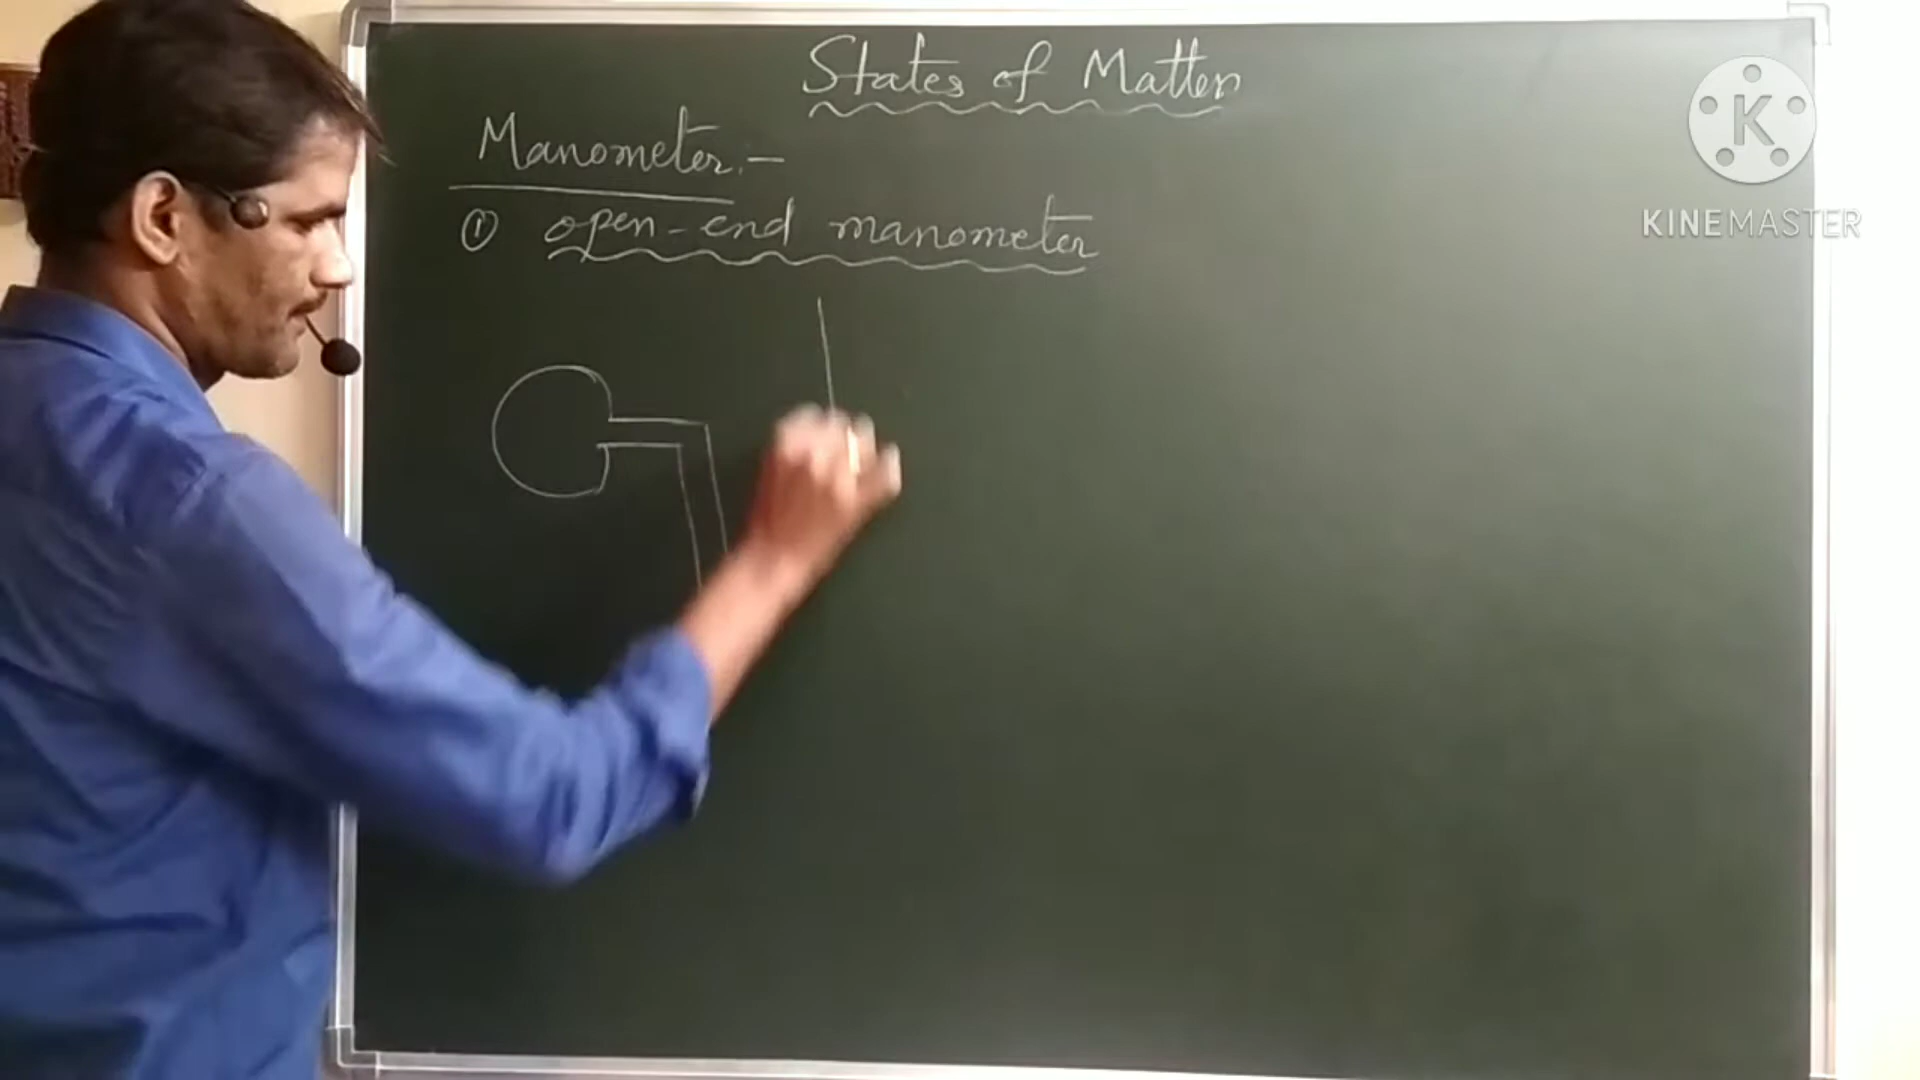 States of Matter
Manometer :-
① open-end manometer
K
KINEMASTER